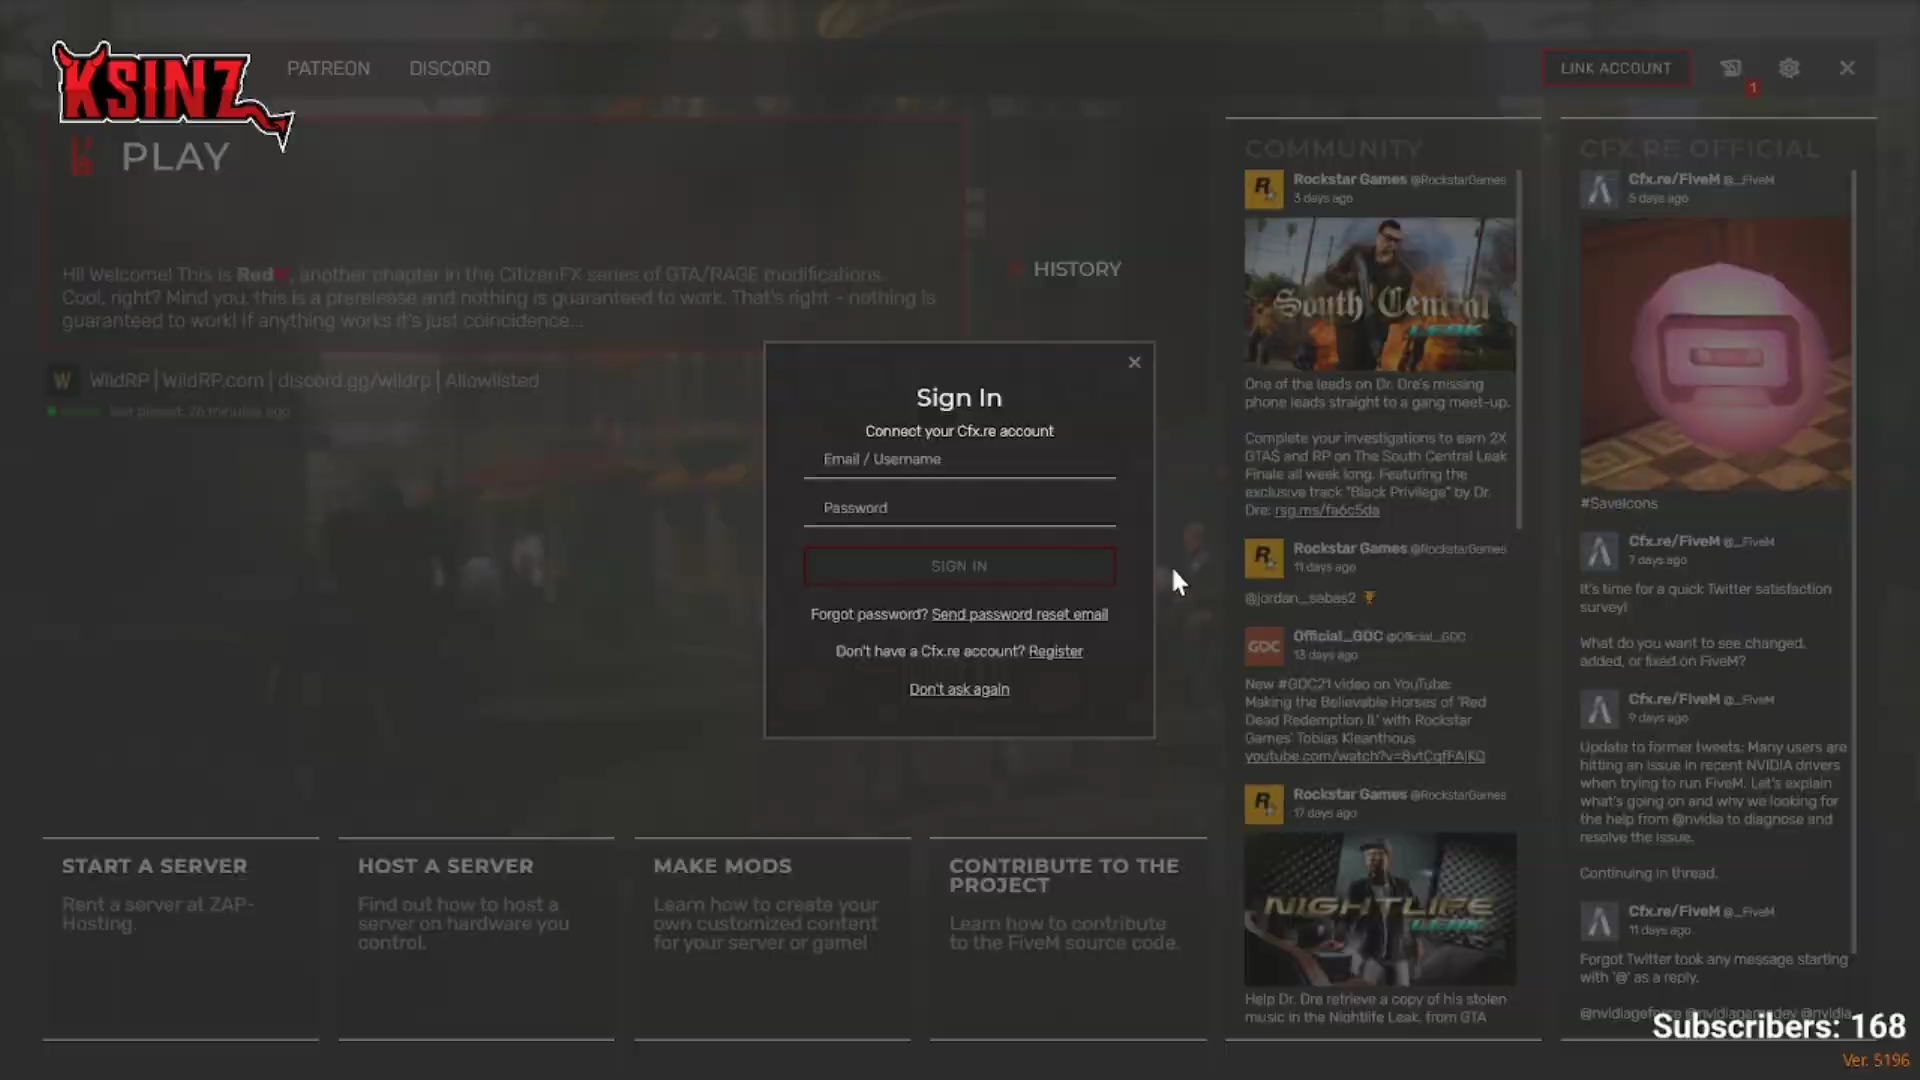 KSINZ
PATREON
DISCORD
LINK ACCOUNT
1
PLAY
Hi! Welcome! This is Red
, another chapter in the CitizenFX series of GTA/RAGE modifications.
Cool, right? Mind you, this is a prerelease and nothing is guaranteed to work. That's right - nothing is
guaranteed to work! If anything works it's just coincidence...
HISTORY
W WildRP | WildRP.com | discord.gg/wildrp | Allowlisted
last played: 26 minutes ago
Sign In
Connect your Cfx.re account
Email / Username
Password
SIGN IN
Forgot password? Send password reset email
Don't have a Cfx.re account? Register
Don't ask again
START A SERVER
Rent a server at ZAP-
Hosting.
HOST A SERVER
Find out how to host a
server on hardware you
control.
MAKE MODS
Learn how to create your
own customized content
for your server or game!
CONTRIBUTE TO THE
PROJECT
Learn how to contribute
to the FiveM source code.
COMMUNITY
Rockstar Games @RockstarGames
3 days ago
South Central
LEAK
One of the leads on Dr. Dre's missing
phone leads straight to a gang meet-up.
Complete your investigations to earn 2X
GTA$ and RP on The South Central Leak
Finale all week long. Featuring the
exclusive track "Black Privilege" by Dr.
Dre: rsg.ms/fa6c5da
Rockstar Games @RockstarGames
11 days ago
@jordan_sabas2
GDC
Official_GDC @Official_GDC
13 days ago
New #GDC21 video on YouTube:
Making the Believable Horses of 'Red
Dead Redemption II,' with Rockstar
Games' Tobias Kleanthous
Rockstar Games @RockstarGames
17 days ago
NIGHTLIFE
LEAK
Help Dr. Dre retrieve a copy of his stolen
music in the Nightlife Leak, from GTA
CFX.RE OFFICIAL
Cfx.re/FiveM @_FiveM
5 days ago
#SaveIcons
Cfx.re/FiveM @_FiveM
7 days ago
It's time for a quick Twitter satisfaction
survey!
What do you want to see changed,
added, or fixed on FiveM?
Cfx.re/FiveM @_FiveM
9 days ago
Update to former tweets: Many users are
hitting an issue in recent NVIDIA drivers
when trying to run FiveM. Let's explain
what's going on and why we looking for
the help from @nvidia to diagnose and
resolve the issue.
Continuing in thread.
Cfx.re/FiveM @_FiveM
11 days ago
Forgot Twitter took any message starting
with '@' as a reply.
Subscribers: 168
Ver. 5196